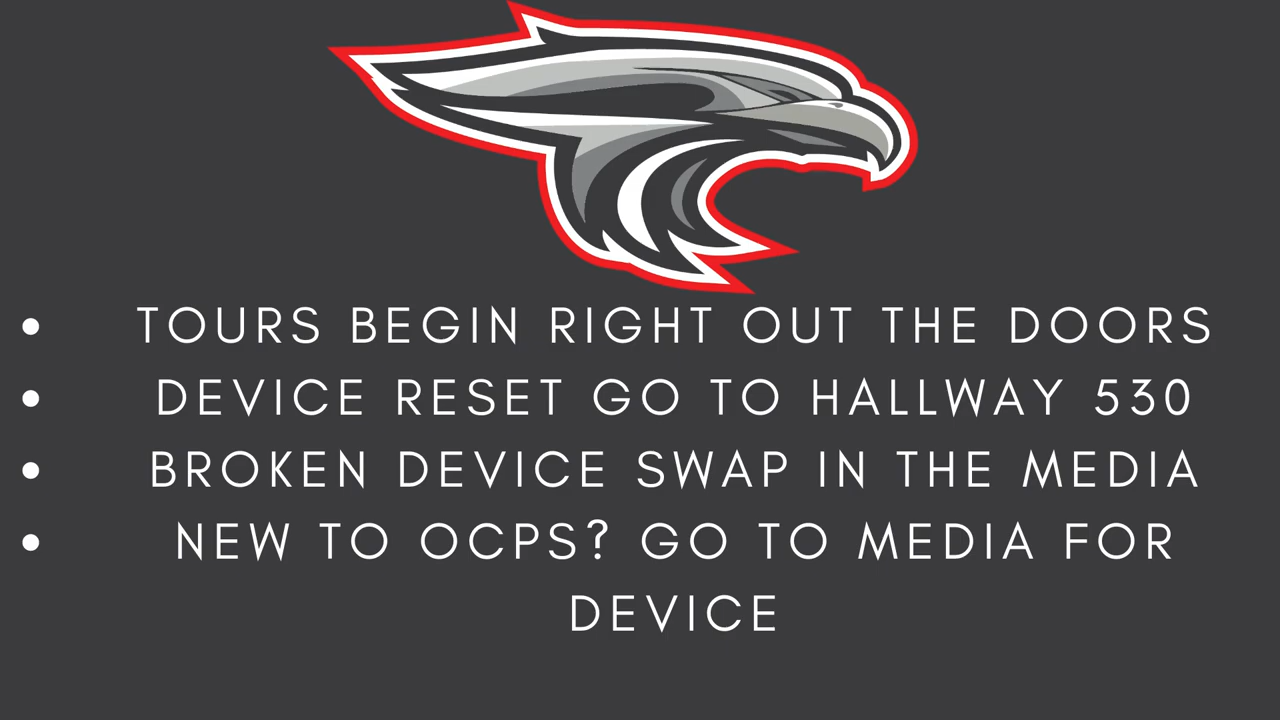 • TOURS BEGIN RIGHT OUT THE DOORS
• DEVICE RESET GO TO HALLWAY 530
• BROKEN DEVICE SWAP IN THE MEDIA
• NEW TO OCPS? GO TO MEDIA FOR
DEVICE